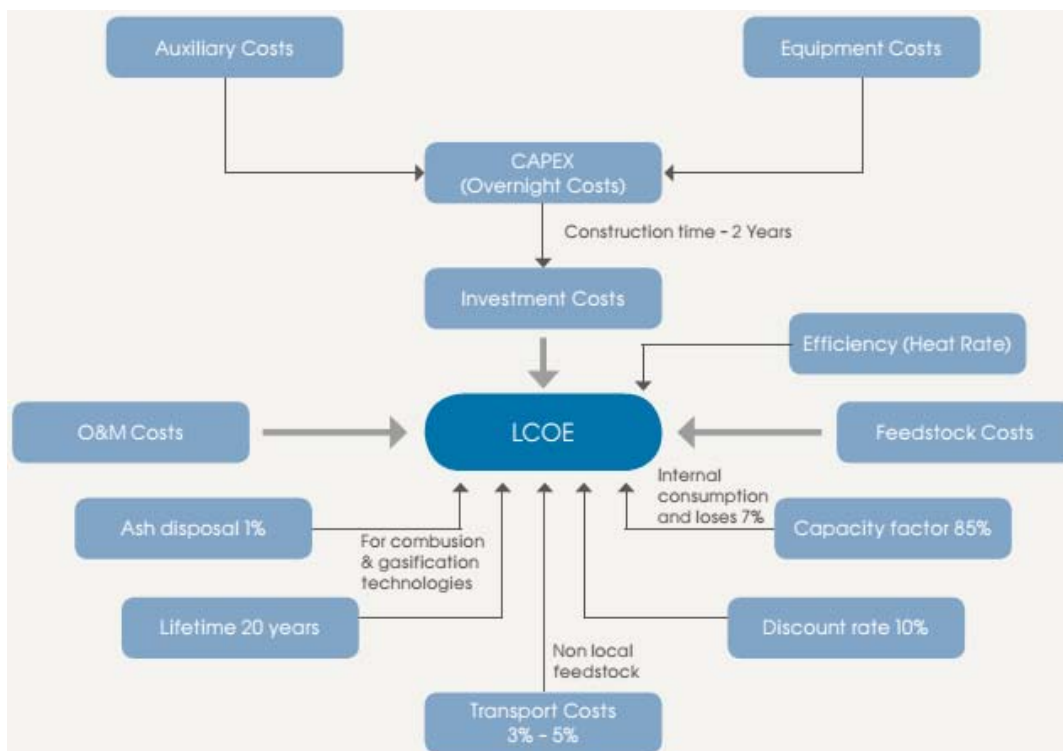 Auxiliary Costs
Equipment Costs
CAPEX
(Overnight Costs)
Construction time - 2 Years
Investment Costs
Efficiency (Heat Rate)
O&M Costs
LCOE
Feedstock Costs
Internal
consumption
and loses 7%
Ash disposal 1%
For combusion
& gasification
technologies
Capacity factor 85%
Lifetime 20 years
Discount rate 10%
Non local
feedstock
Transport Costs
3% - 5%